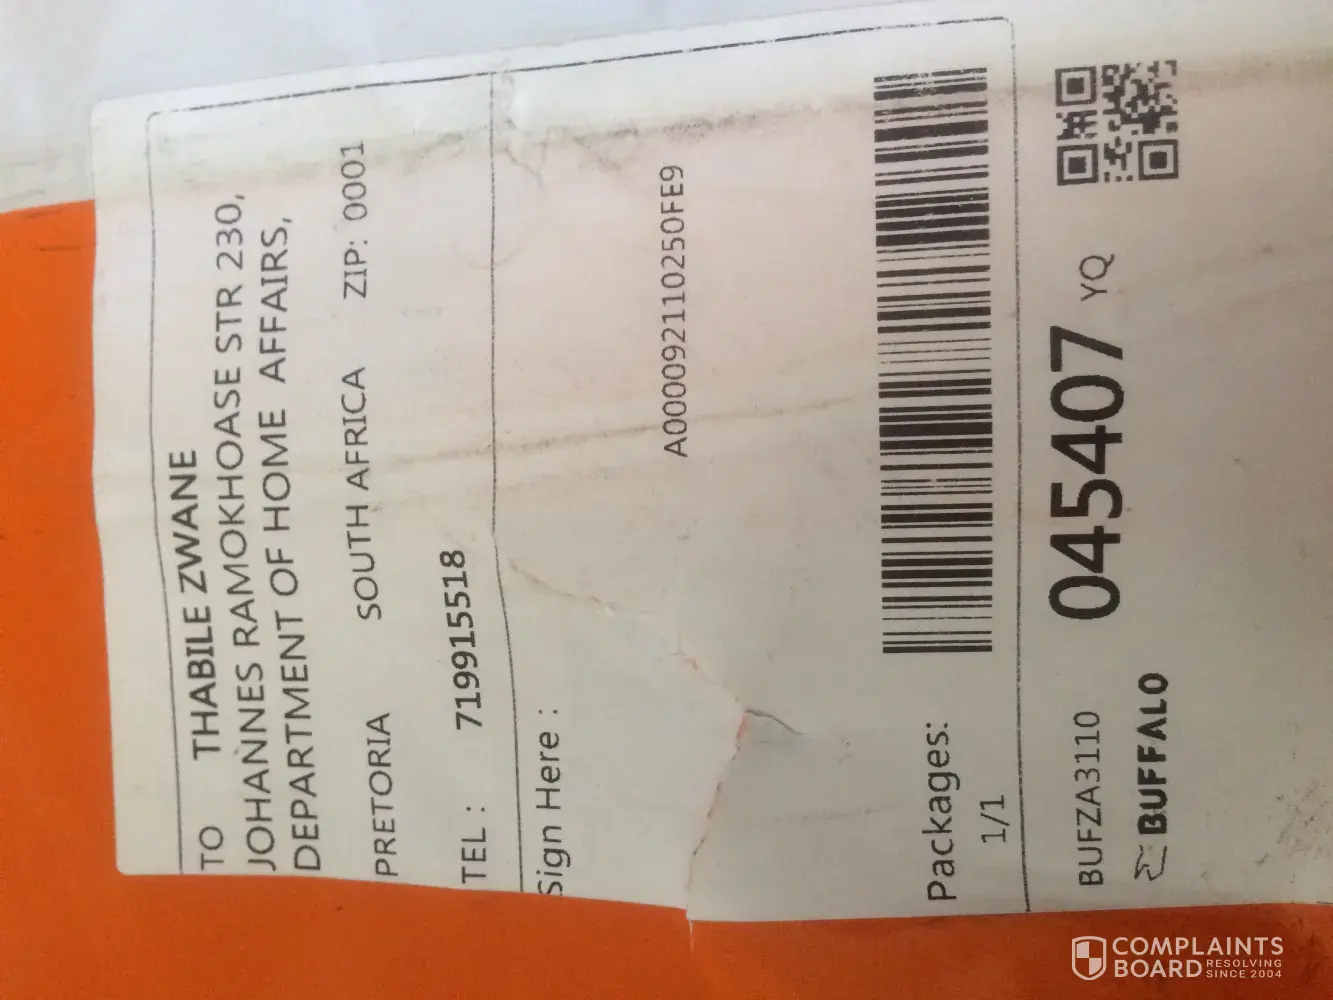 TO THABILE ZWANE
JOHANNES RAMOKHOASE STR 230,
DEPARTMENT OF HOME AFFAIRS,
PRETORIA SOUTH AFRICA ZIP: 0001
TEL : 719915518
Sign Here :
A000092110250FE9
Packages:
1/1
BUFZA3110 045407 YQ
BUFFALO
COMPLAINTS
BOARD RESOLVING
SINCE 2004